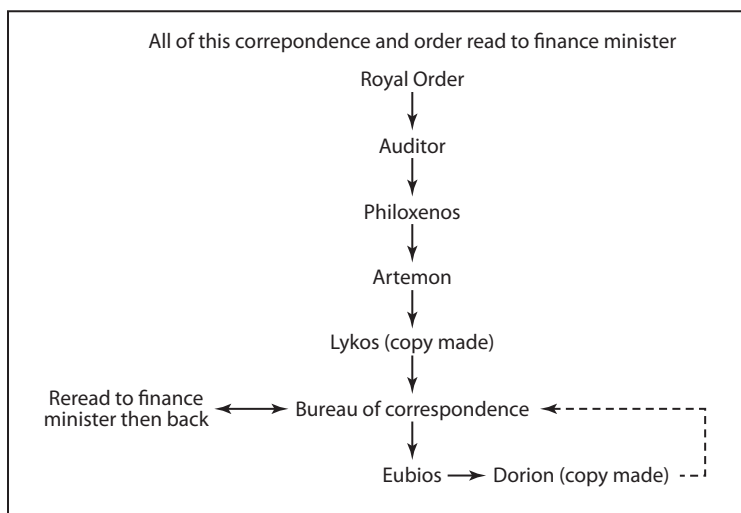 All of this correpondence and order read to finance minister
Royal Order
Auditor
Philoxenos
Artemon
Lykos (copy made)
Reread to finance
minister then back
Bureau of correspondence
Eubios
Dorion (copy made)